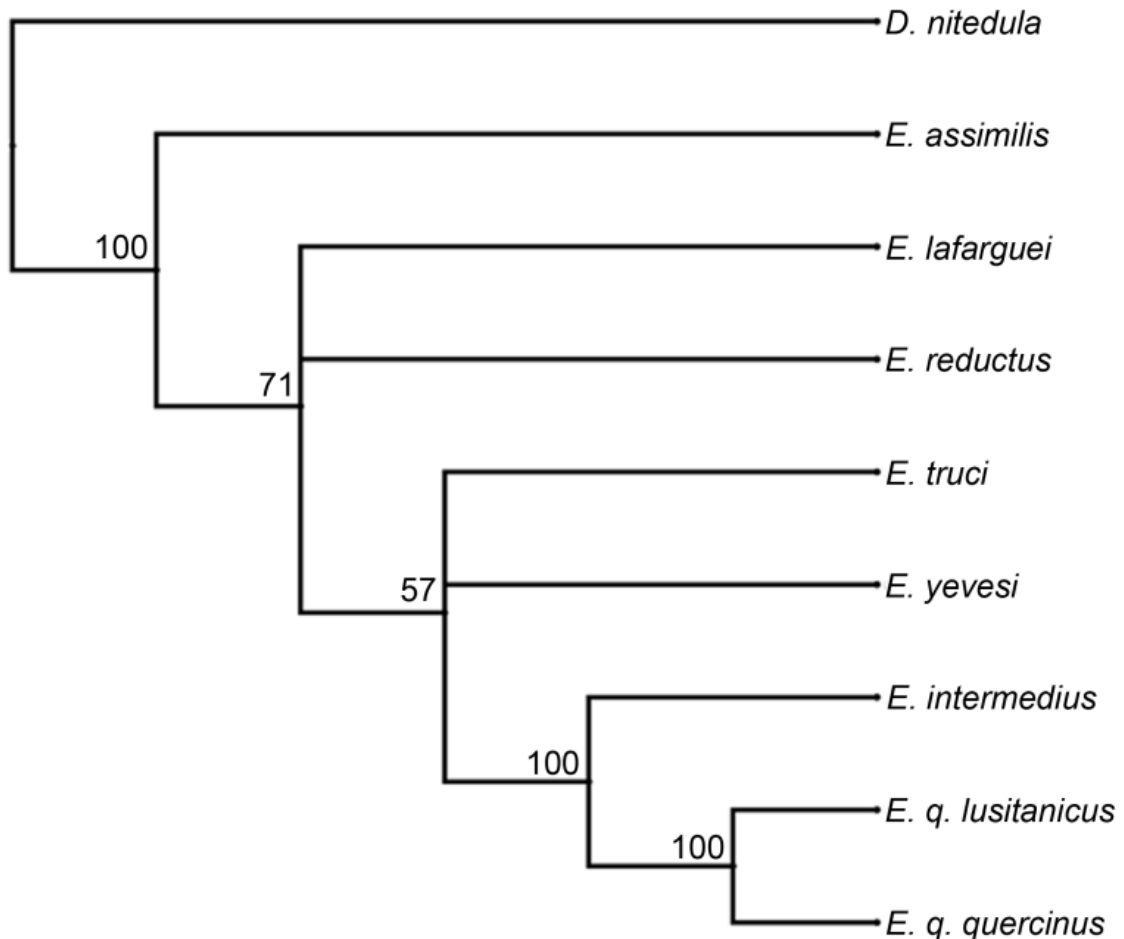 D. nitedula
E. assimilis
100
E. lafarguei
E. reductus
71
E. truci
E. yevesi
57
E. intermedius
100
E. q. lusitanicus
100
E. q. quercinus